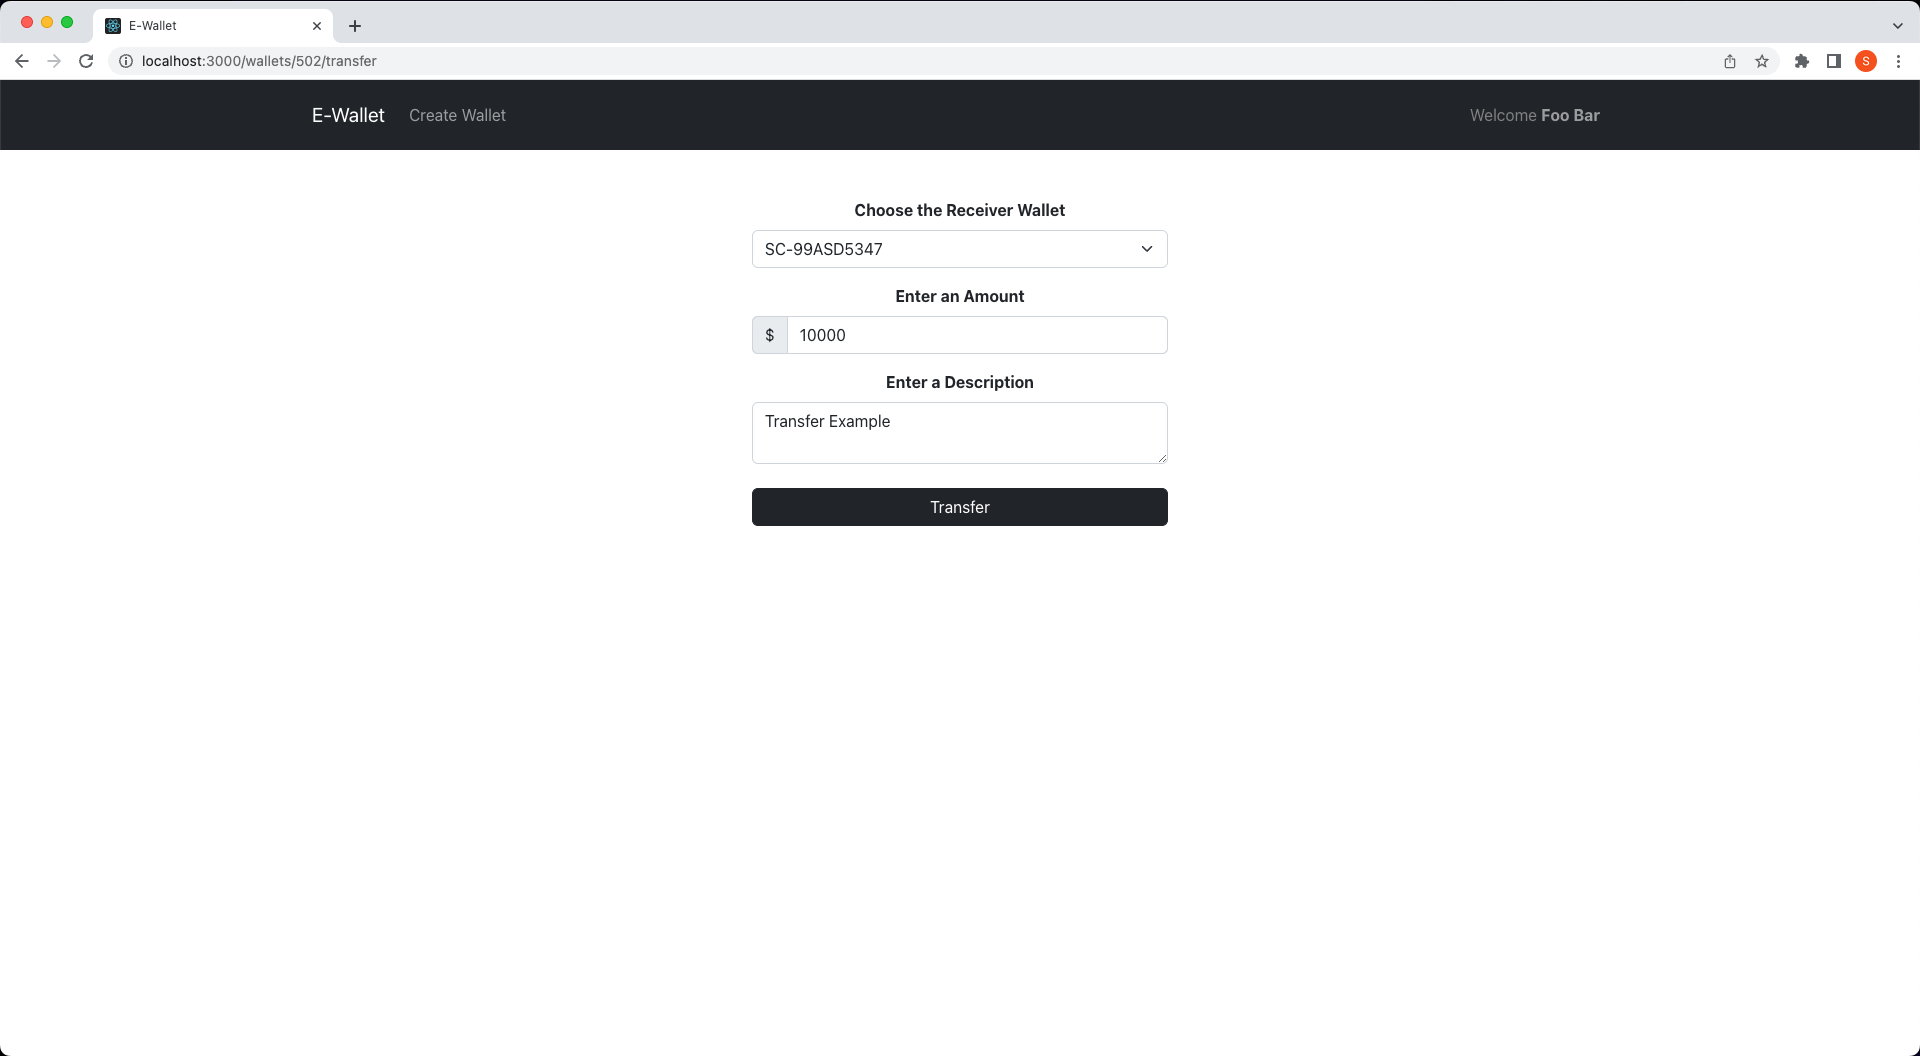 E-Wallet
localhost:3000/wallets/502/transfer
S
E-Wallet Create Wallet Welcome Foo Bar
Choose the Receiver Wallet
SC-99ASD5347
Enter an Amount
$ 10000
Enter a Description
Transfer Example
Transfer